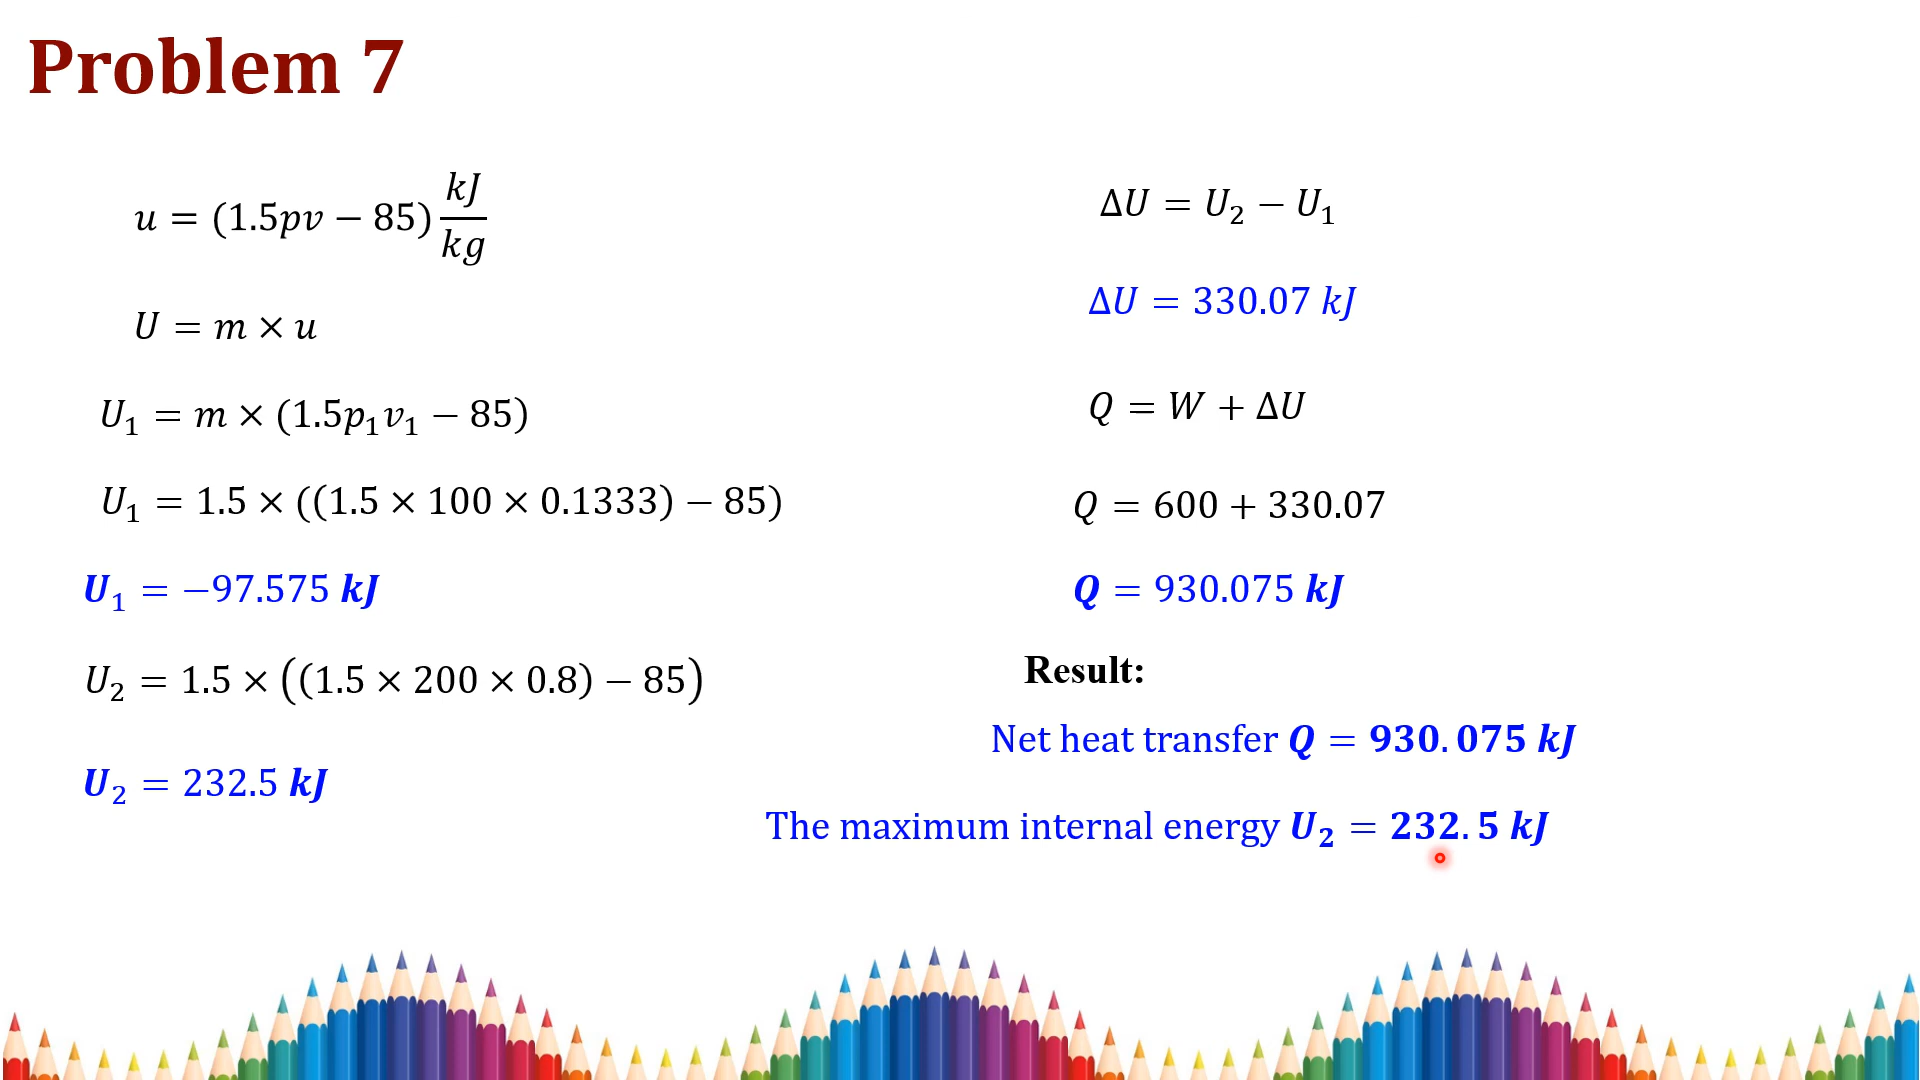 Problem 7
u = (1.5pv − 85) kJ/kg
U = m × u
U₁ = m × (1.5p₁v₁ − 85)
U₁ = 1.5 × ((1.5 × 100 × 0.1333) − 85)
U₁ = −97.575 kJ
U₂ = 1.5 × ((1.5 × 200 × 0.8) − 85)
U₂ = 232.5 kJ
ΔU = U₂ − U₁
ΔU = 330.07 kJ
Q = W + ΔU
Q = 600 + 330.07
Q = 930.075 kJ
Result:
Net heat transfer Q = 930.075 kJ
The maximum internal energy U₂ = 232.5 kJ